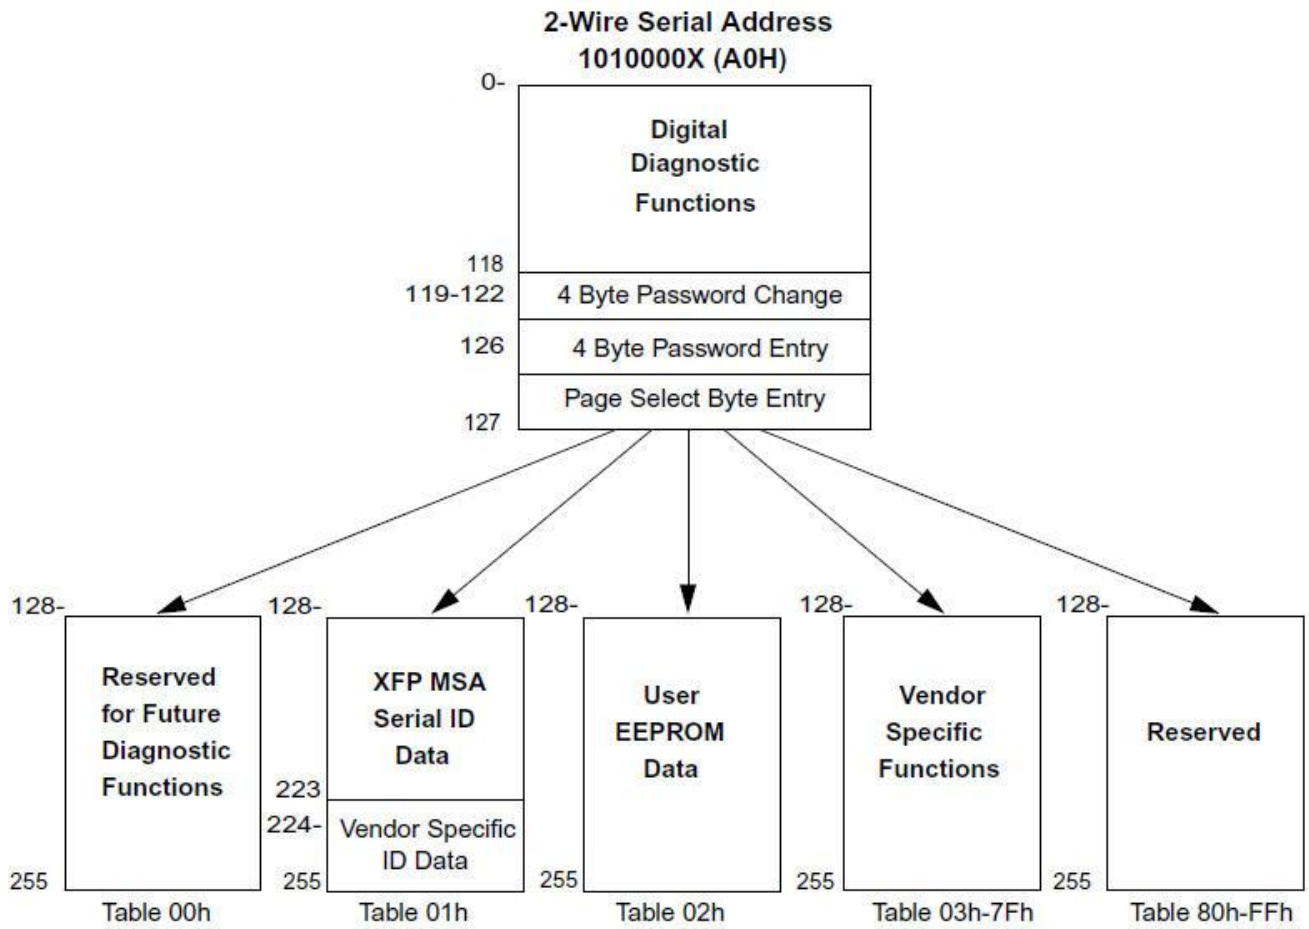 2-Wire Serial Address
1010000X (A0H)
0-
Digital
Diagnostic
Functions
118
119-122
4 Byte Password Change
126
4 Byte Password Entry
Page Select Byte Entry
127
128-
128-
128-
128-
128-
Reserved
for Future
Diagnostic
Functions
255
Table 00h
XFP MSA
Serial ID
Data
223
224-
Vendor Specific
ID Data
255
Table 01h
User
EEPROM
Data
255
Table 02h
Vendor
Specific
Functions
255
Table 03h-7Fh
Reserved
255
Table 80h-FFh